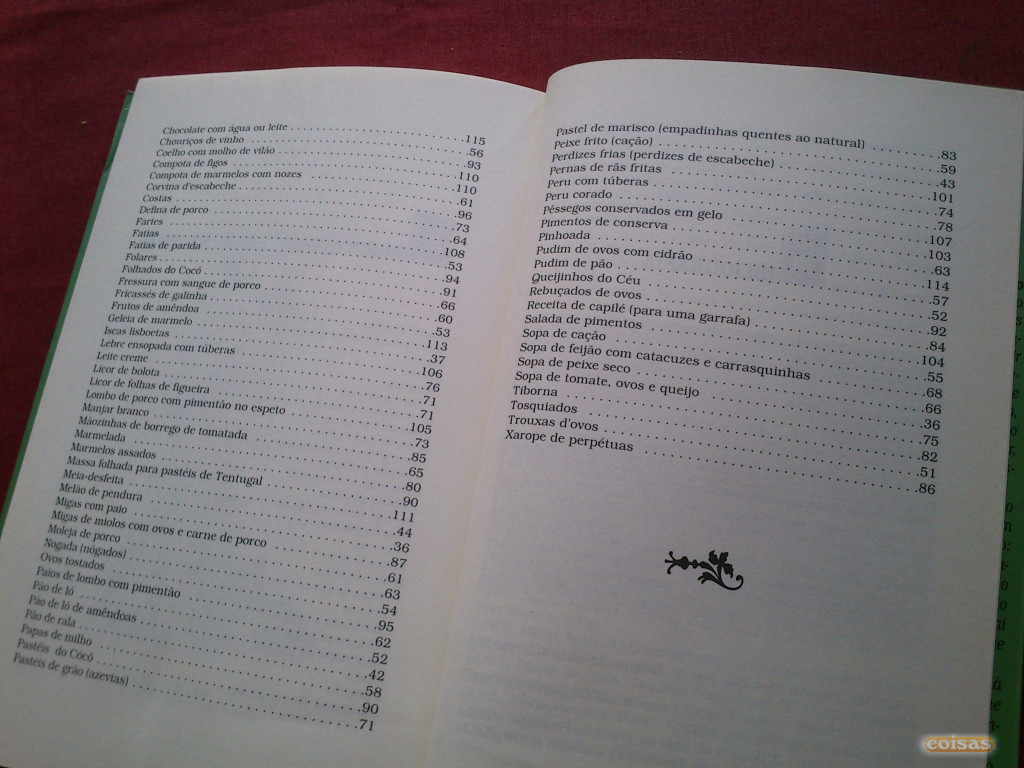 Chocolate com água ou leite .115
Chouriços de vinho .56
Coelho com molho de vilão .93
Compota de figos .110
Compota de marmelos com nozes .110
Corvina d'escabeche .61
Costas .96
Defina de porco .73
Fartes .64
Fatias .108
Fatias de parida .53
Folares .94
Folhados do Cocó .91
Fressura com sangue de porco .66
Fricassés de galinha .60
Frutos de amêndoa .53
Geleia de marmelo .113
Iscas lisboetas .37
Lebre ensopada com túberas .106
Leite creme .76
Licor de bolota .71
Licor de folhas de figueira .71
Lombo de porco com pimentão no espeto .105
Manjar branco .73
Mãozinhas de borrego de tomatada .85
Marmelada .65
Marmelos assados .80
Massa folhada para pastéis de Tentugal .90
Meia-desfeita .111
Melão de pendura .44
Migas com paio .36
Migas de miolos com ovos e carne de porco .87
Moleja de porco .61
Nogada (nógados) .63
Ovos tostados .54
Paios de lombo com pimentão .95
Pão de ló .62
Pão de ló de amêndoas .52
Pão de rala .42
Papas de milho .58
Pastéis do Cócó .90
Pastéis de grão (azevias) .71
Pastel de marisco (empadinhas quentes ao natural) .83
Peixe frito (cação) .59
Perdizes frias (perdizes de escabeche) .43
Pernas de rãs fritas .101
Peru com túberas .74
Peru corado .78
Pêssegos conservados em gelo .107
Pimentos de conserva .103
Pinhoada .63
Pudim de ovos com cidrão .114
Pudim de pão .57
Queijinhos do Céu .52
Rebuçados de ovos .92
Receita de capilé (para uma garrafa) .84
Salada de pimentos .104
Sopa de cação .55
Sopa de feijão com catacuzes e carrasquinhas .68
Sopa de peixe seco .66
Sopa de tomate, ovos e queijo .36
Tiborna .75
Tosquiados .82
Trouxas d'ovos .51
Xarope de perpétuas .86
coisas